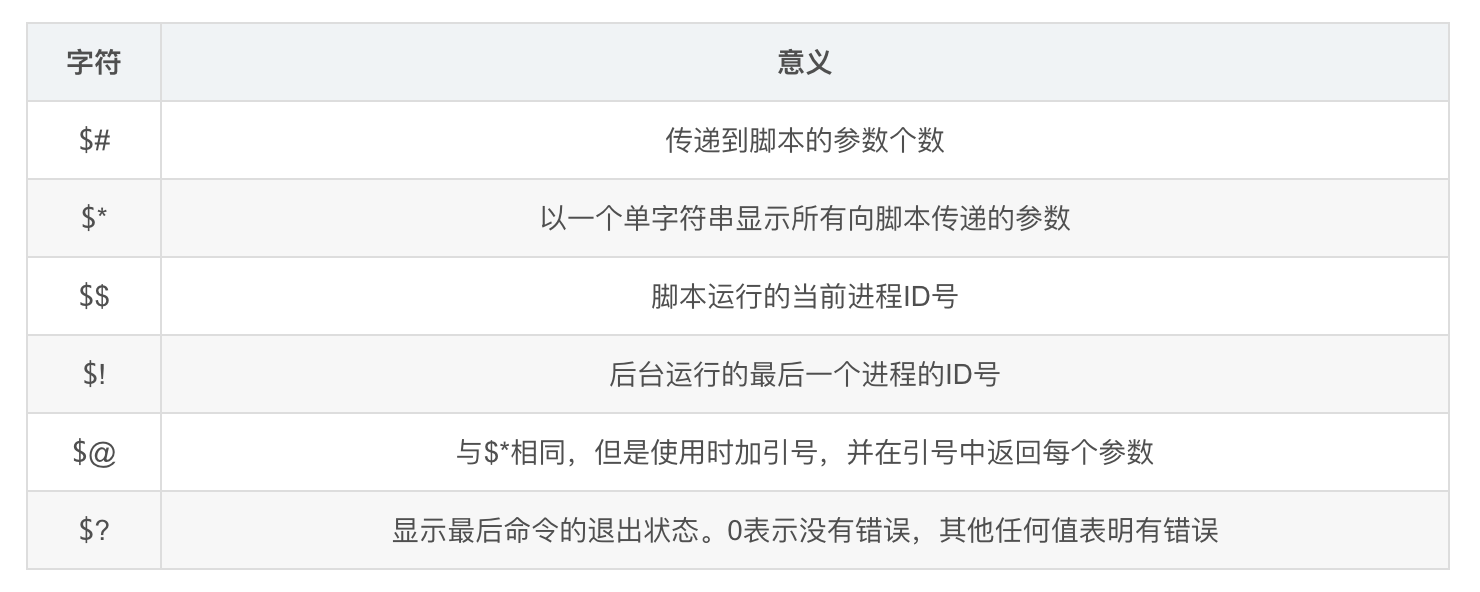 字符 意义
$# 传递到脚本的参数个数
$* 以一个单字符串显示所有向脚本传递的参数
$$ 脚本运行的当前进程ID号
$! 后台运行的最后一个进程的ID号
$@ 与$*相同，但是使用时加引号，并在引号中返回每个参数
$? 显示最后命令的退出状态。0表示没有错误，其他任何值表明有错误